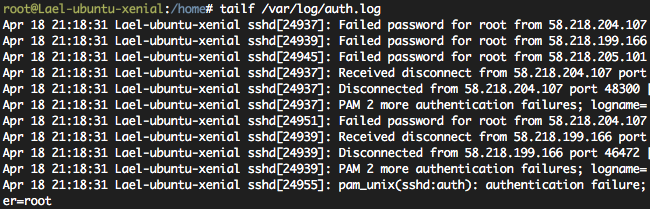 root@Lael-ubuntu-xenial:/home# tailf /var/log/auth.log
Apr 18 21:18:31 Lael-ubuntu-xenial sshd[24937]: Failed password for root from 58.218.204.107
Apr 18 21:18:31 Lael-ubuntu-xenial sshd[24939]: Failed password for root from 58.218.199.166
Apr 18 21:18:31 Lael-ubuntu-xenial sshd[24945]: Failed password for root from 58.218.205.101
Apr 18 21:18:31 Lael-ubuntu-xenial sshd[24937]: Received disconnect from 58.218.204.107 port
Apr 18 21:18:31 Lael-ubuntu-xenial sshd[24937]: Disconnected from 58.218.204.107 port 48300
Apr 18 21:18:31 Lael-ubuntu-xenial sshd[24937]: PAM 2 more authentication failures; logname=
Apr 18 21:18:31 Lael-ubuntu-xenial sshd[24951]: Failed password for root from 58.218.204.107
Apr 18 21:18:31 Lael-ubuntu-xenial sshd[24939]: Received disconnect from 58.218.199.166 port
Apr 18 21:18:31 Lael-ubuntu-xenial sshd[24939]: Disconnected from 58.218.199.166 port 46472
Apr 18 21:18:31 Lael-ubuntu-xenial sshd[24939]: PAM 2 more authentication failures; logname=
Apr 18 21:18:31 Lael-ubuntu-xenial sshd[24955]: pam_unix(sshd:auth): authentication failure;
er=root